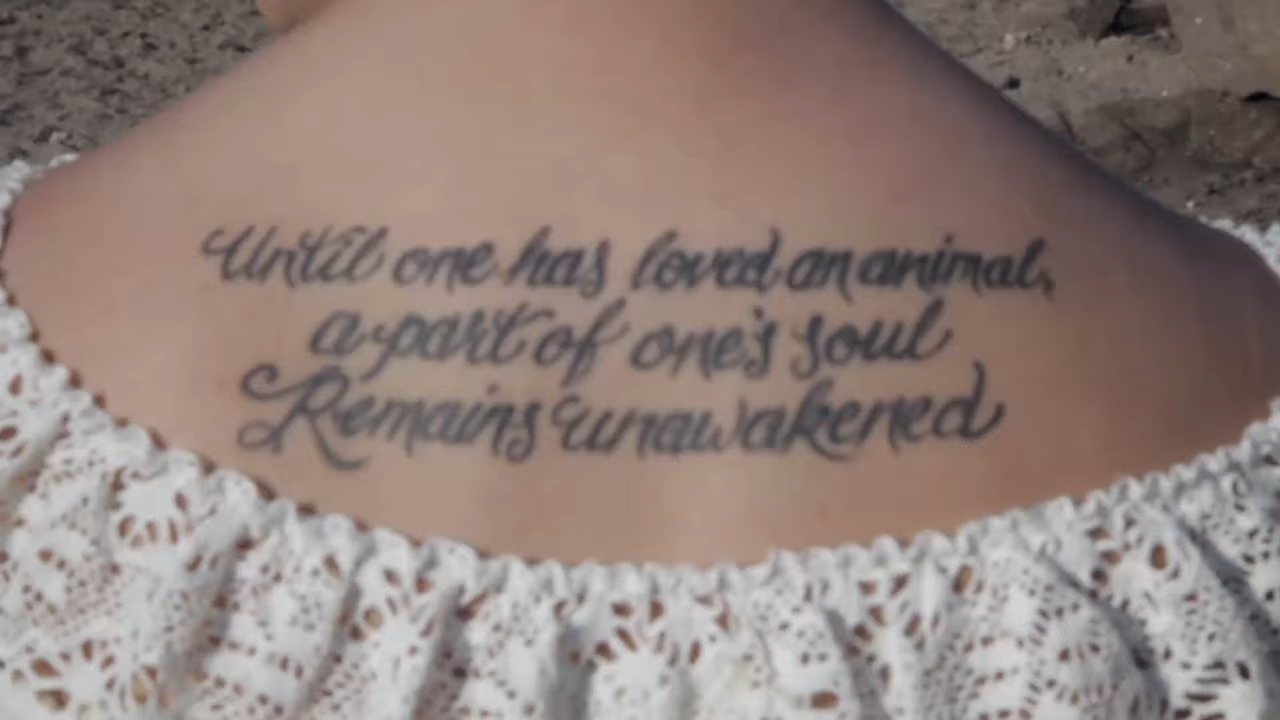 Until one has loved an animal,
a part of one's soul
Remains unawakened